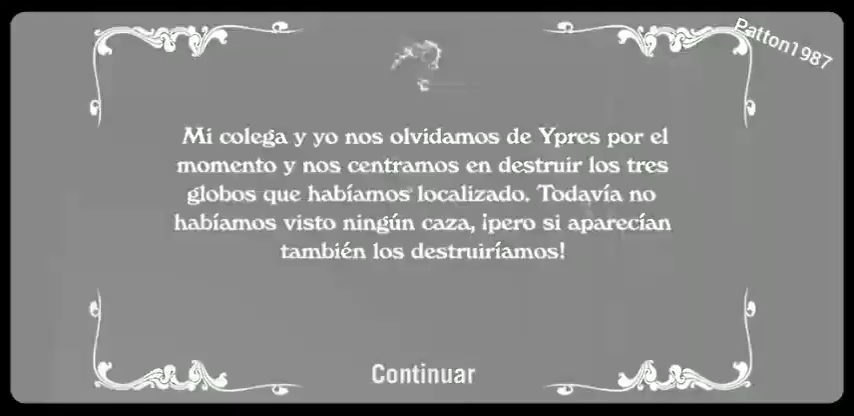 Patton1987
Mi colega y yo nos olvidamos de Ypres por el
momento y nos centramos en destruir los tres
globos que habíamos localizado. Todavía no
habíamos visto ningún caza, ¡pero si aparecían
también los destruiríamos!
Continuar